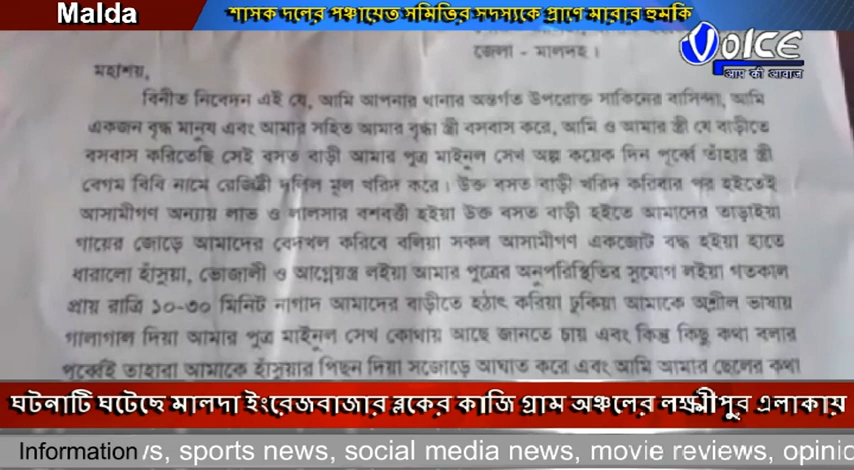 Malda
শাসক দলের পঞ্চায়েত সমিতির সদস্যকে প্রাণে মারার হুমকি
VOICE
आप की आवाज
জেলা - মালদহ।
মহাশয়,
বিনীত নিবেদন এই যে, আমি আপনার থানার অন্তর্গত উপরোক্ত সাকিনের বাসিন্দা, আমি
একজন বৃদ্ধ মানুষ এবং আমার সহিত আমার বৃদ্ধা স্ত্রী বসবাস করে, আমি ও আমার স্ত্রী যে বাড়ীতে
বসবাস করিতেছি সেই বসত বাড়ী আমার পুত্র মাইনুল সেখ অল্প কয়েক দিন পূর্ব্বে তাঁহার স্ত্রী
বেগম বিবি নামে রেজিষ্ট্রী দলিল মূল খরিদ করে। উক্ত বসত বাড়ী খরিদ করিবার পর হইতেই
আসামীগণ অন্যায় লাভ ও লালসার বশবর্ত্তী হইয়া উক্ত বসত বাড়ী হইতে আমাদের তাড়াইয়া
গায়ের জোড়ে আমাদের বেদখল করিবে বলিয়া সকল আসামীগণ একজোট বদ্ধ হইয়া হাতে
ধারালো হাঁসুয়া, ভোজালী ও আগ্নেয়স্ত্র লইয়া আমার পুত্রের অনুপরিস্থিতির সুযোগ লইয়া গতকাল
প্রায় রাত্রি ১০-৩০ মিনিট নাগাদ আমাদের বাড়ীতে হঠাৎ করিয়া ঢুকিয়া আমাকে অশ্লীল ভাষায়
গালাগাল দিয়া আমার পুত্র মাইনুল সেখ কোথায় আছে জানতে চায় এবং কিন্তু কিছু কথা বলার
পূর্ব্বেই তাহারা আমাকে হাঁসুয়ার পিছন দিয়া সজোড়ে আঘাত করে এবং আমি আমার ছেলের কথা
ঘটনাটি ঘটেছে মালদা ইংরেজবাজার ব্লকের কাজি গ্রাম অঞ্চলের লক্ষ্মীপুর এলাকায়
Information /s, sports news, social media news, movie reviews, opinio